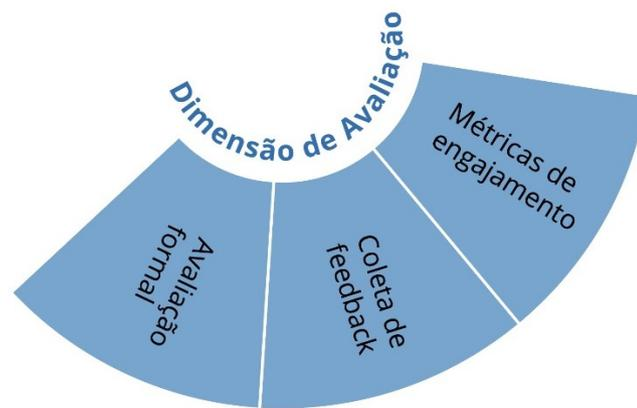 Dimensão de Avaliação
Avaliação
formal
Coleta de
feedback
Métricas de
engajamento